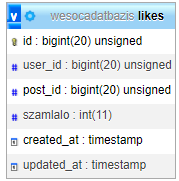 v wesocadatbazis likes
id : bigint(20) unsigned
user_id : bigint(20) unsigned
post_id : bigint(20) unsigned
szamlalo : int(11)
created_at : timestamp
updated_at : timestamp